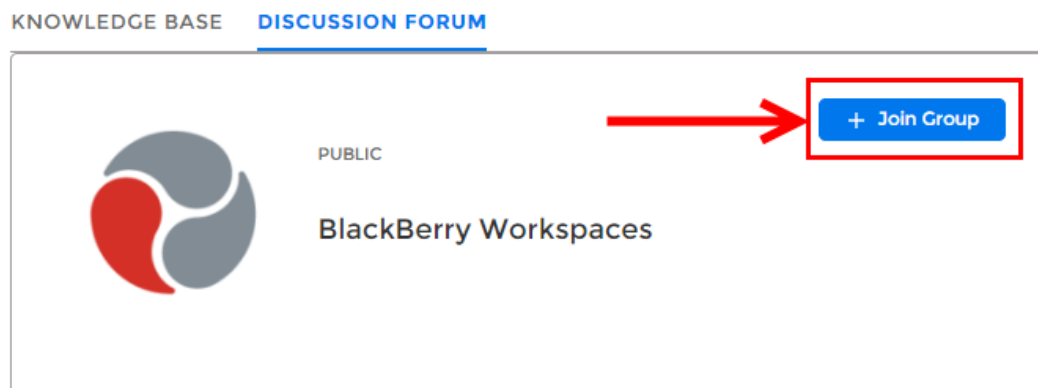 KNOWLEDGE BASE DISCUSSION FORUM
+ Join Group
PUBLIC
BlackBerry Workspaces